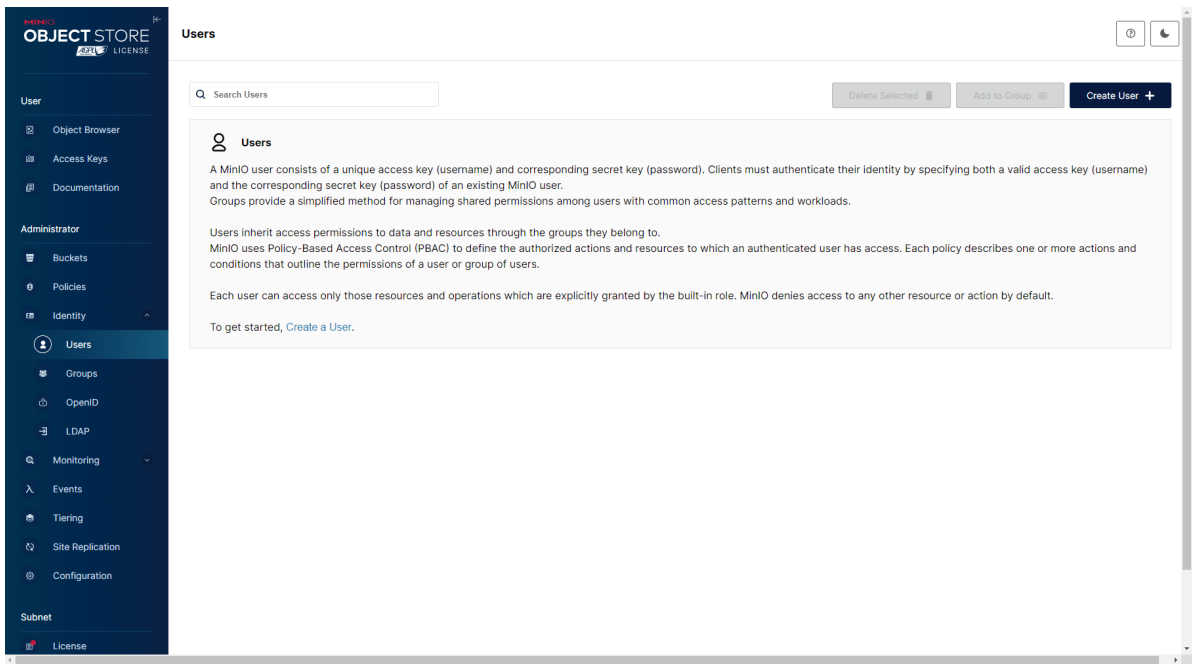 MINIO
OBJECT STORE
AGPLv3 LICENSE
User
Object Browser
Access Keys
Documentation
Administrator
Buckets
Policies
Identity
Users
Groups
OpenID
LDAP
Monitoring
Events
Tiering
Site Replication
Configuration
Subnet
License
Users
Search Users
Delete Selected
Add to Group
Create User
Users
A MinIO user consists of a unique access key (username) and corresponding secret key (password). Clients must authenticate their identity by specifying both a valid access key (username)
and the corresponding secret key (password) of an existing MinIO user.
Groups provide a simplified method for managing shared permissions among users with common access patterns and workloads.
Users inherit access permissions to data and resources through the groups they belong to.
MinIO uses Policy-Based Access Control (PBAC) to define the authorized actions and resources to which an authenticated user has access. Each policy describes one or more actions and
conditions that outline the permissions of a user or group of users.
Each user can access only those resources and operations which are explicitly granted by the built-in role. MinIO denies access to any other resource or action by default.
To get started, Create a User.